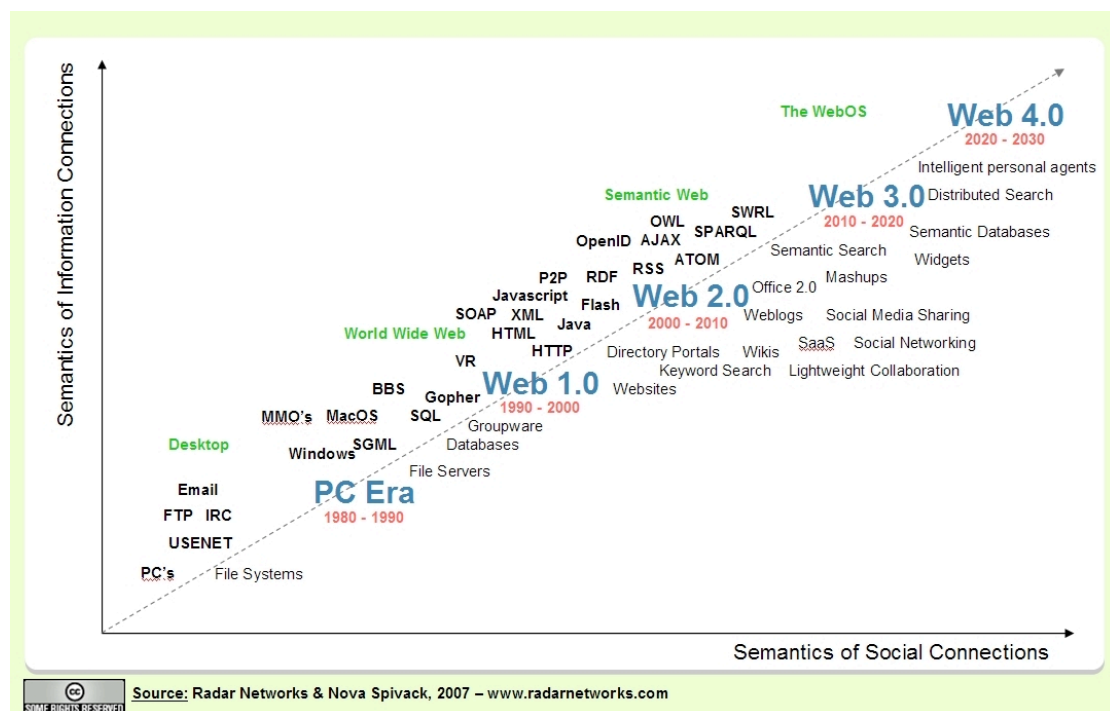 Semantics of Information Connections
The WebOS
Web 4.0
2020 - 2030
Intelligent personal agents
Semantic Web
Web 3.0
Distributed Search
2010 - 2020
SWRL
OWL
SPARQL
Semantic Databases
OpenID
AJAX
Semantic Search
ATOM
Widgets
RSS
P2P
RDF
Mashups
Office 2.0
Javascript
Web 2.0
Flash
SOAP
XML
Weblogs
Social Media Sharing
2000 - 2010
Java
World Wide Web
HTML
SaaS
Social Networking
HTTP
Directory Portals
Wikis
VR
Keyword Search
Lightweight Collaboration
Web 1.0
Websites
BBS
Gopher
1990 - 2000
MMO's
MacOS
SQL
Groupware
Desktop
SGML
Databases
Windows
File Servers
Email
PC Era
1980 - 1990
FTP
IRC
USENET
PC's
File Systems
Semantics of Social Connections
cc
SOME RIGHTS RESERVED
Source: Radar Networks & Nova Spivack, 2007 – www.radarnetworks.com